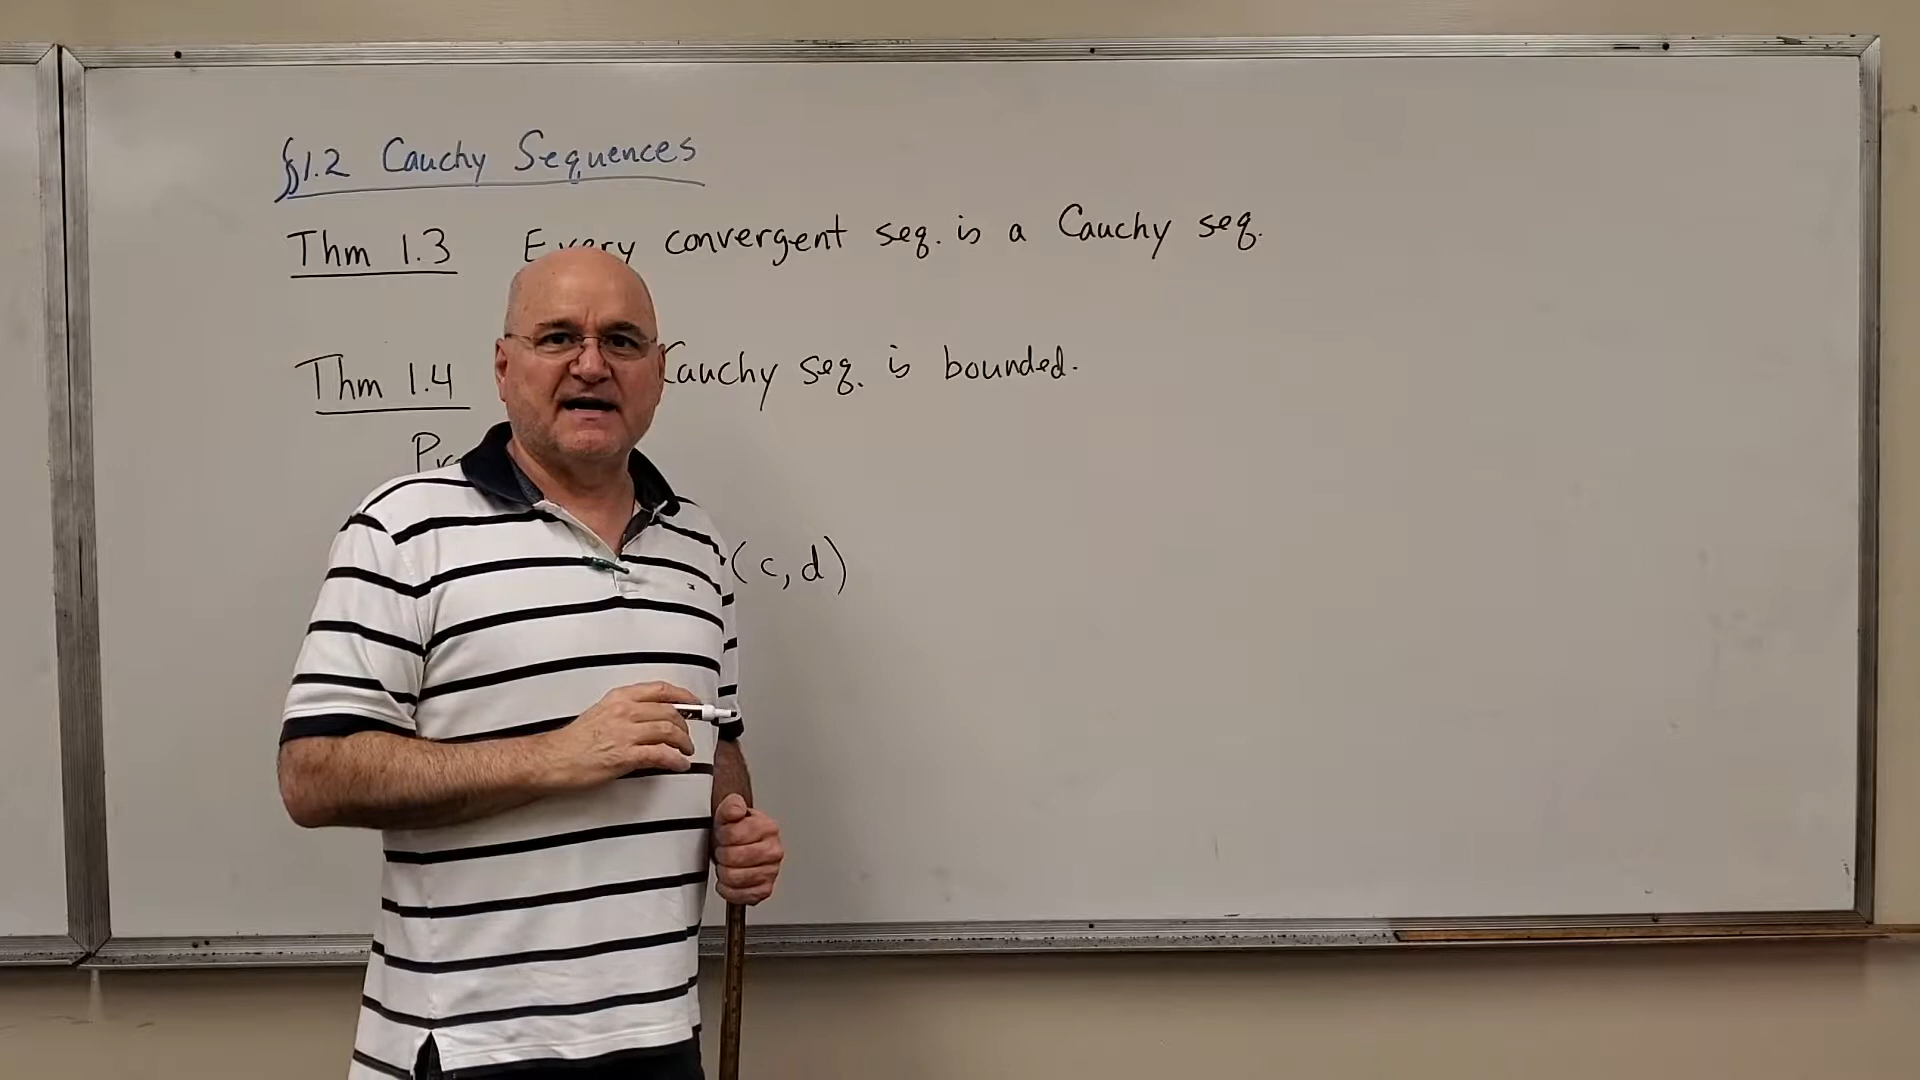 §1.2 Cauchy Sequences
Thm 1.3 Every convergent seq. is a Cauchy seq.
Thm 1.4 Cauchy seq. is bounded.
(c,d)